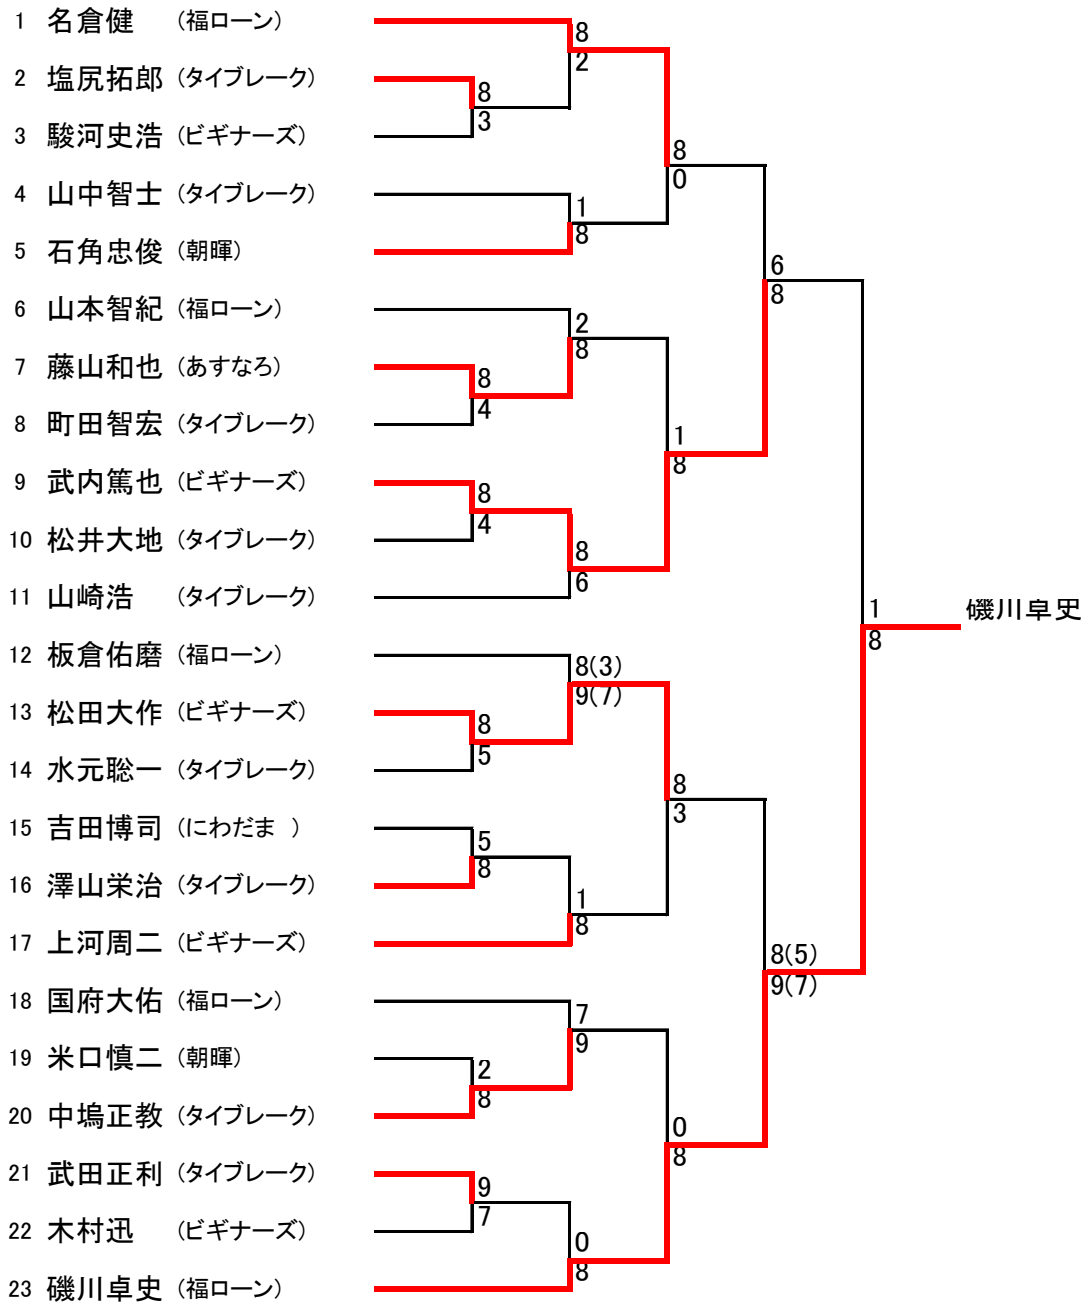 1 名倉健 (福ローン)
8
2
2 塩尻拓郎 (タイブレーク)
8
3
3 駿河史浩 (ビギナーズ)
8
0
4 山中智士 (タイブレーク)
1
8
5 石角忠俊 (朝暉)
6
8
6 山本智紀 (福ローン)
2
8
7 藤山和也 (あすなろ)
8
4
8 町田智宏 (タイブレーク)
1
8
9 武内篤也 (ビギナーズ)
8
4
10 松井大地 (タイブレーク)
8
6
11 山崎浩 (タイブレーク)
1
8
磯川卓史
12 板倉佑磨 (福ローン)
8(3)
9(7)
13 松田大作 (ビギナーズ)
8
5
14 水元聡一 (タイブレーク)
8
3
15 吉田博司 (にわだま )
5
8
16 澤山栄治 (タイブレーク)
1
8
17 上河周二 (ビギナーズ)
8(5)
9(7)
18 国府大佑 (福ローン)
7
9
19 米口慎二 (朝暉)
2
8
20 中塢正教 (タイブレーク)
0
8
21 武田正利 (タイブレーク)
9
7
22 木村迅 (ビギナーズ)
0
8
23 磯川卓史 (福ローン)